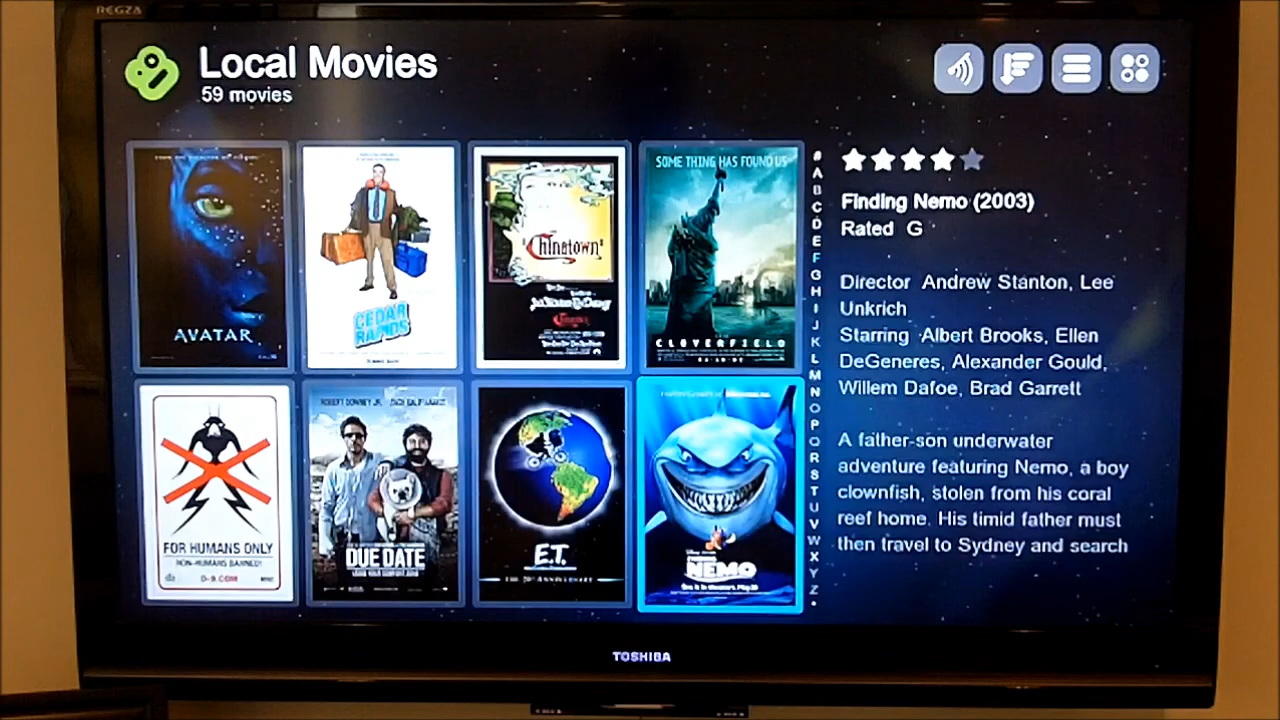 REGZA
Local Movies
59 movies
AVATAR
CEDAR
RAPIDS
Chinatown
SOME THING HAS FOUND US
CLOVERFIELD
FOR HUMANS ONLY
NON-HUMANS BANNED!
D-9.COM
ROBERT DOWNEY JR. ZACH GALIFIANAKIS
DUE DATE
E.T.
THE 20TH ANNIVERSARY
NEMO
#
A
B
C
D
E
F
G
H
I
J
K
L
M
N
O
P
Q
R
S
T
U
V
W
X
Y
Z
Finding Nemo (2003)
Rated G
Director Andrew Stanton, Lee
Unkrich
Starring Albert Brooks, Ellen
DeGeneres, Alexander Gould,
Willem Dafoe, Brad Garrett
A father-son underwater
adventure featuring Nemo, a boy
clownfish, stolen from his coral
reef home. His timid father must
then travel to Sydney and search
TOSHIBA